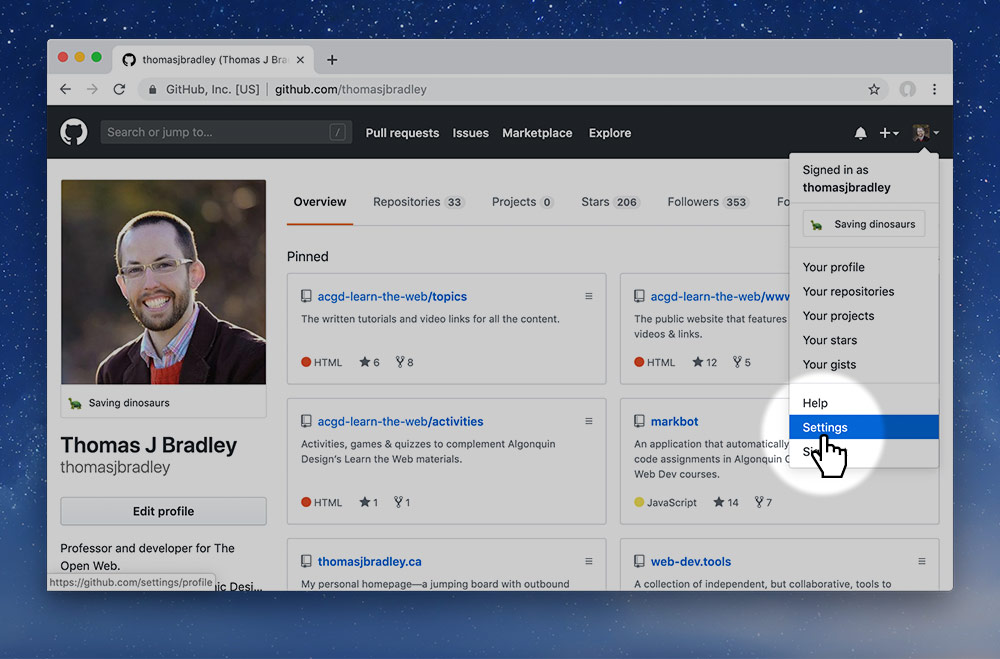 thomasjbradley (Thomas J Bra
GitHub, Inc. [US] | github.com/thomasjbradley
Search or jump to... /
Pull requests Issues Marketplace Explore
Signed in as
thomasjbradley
Saving dinosaurs
Your profile
Your repositories
Your projects
Your stars
Your gists
Help
Settings
Overview Repositories 33 Projects 0 Stars 206 Followers 353 Fo
Pinned
acgd-learn-the-web/topics
The written tutorials and video links for all the content.
HTML 6 8
acgd-learn-the-web/www
The public website that features
videos & links.
HTML 12 5
acgd-learn-the-web/activities
Activities, games & quizzes to complement Algonquin
Design's Learn the Web materials.
HTML 1 1
markbot
An application that automatically
code assignments in Algonquin
Web Dev courses.
JavaScript 14 7
thomasjbradley.ca
My personal homepage—a jumping board with outbound
web-dev.tools
A collection of independent, but collaborative, tools to
Saving dinosaurs
Thomas J Bradley
thomasjbradley
Edit profile
Professor and developer for The
Open Web.
https://github.com/settings/profile
ic Desi...